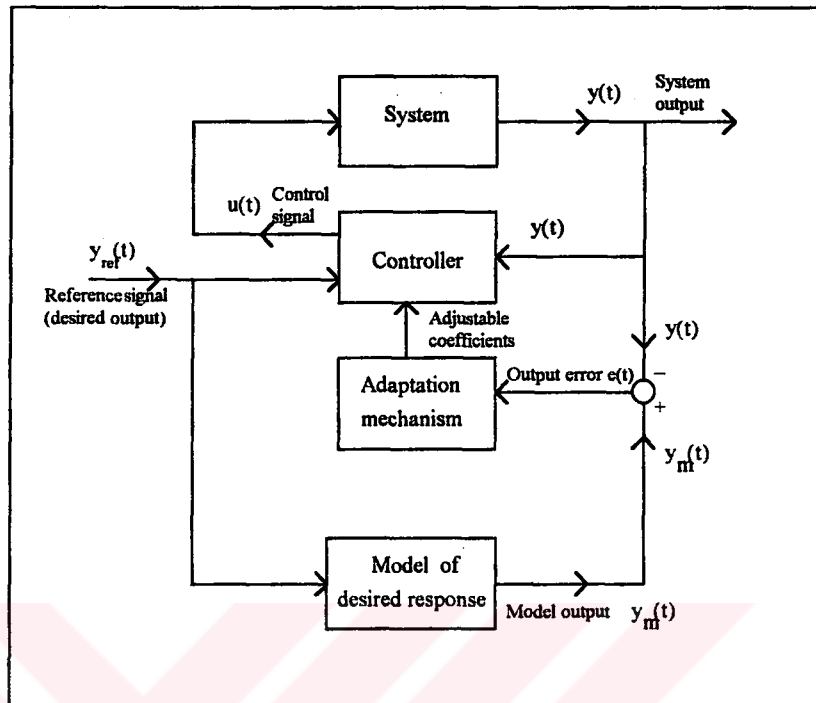 System
y(t)
System
output
u(t)
Control
signal
y(t)
Controller
y_ref(t)
Reference signal
(desired output)
Adjustable
coefficients
y(t)
Adaptation
mechanism
Output error e(t)
−
+
y_m(t)
Model of
desired response
Model output y_m(t)